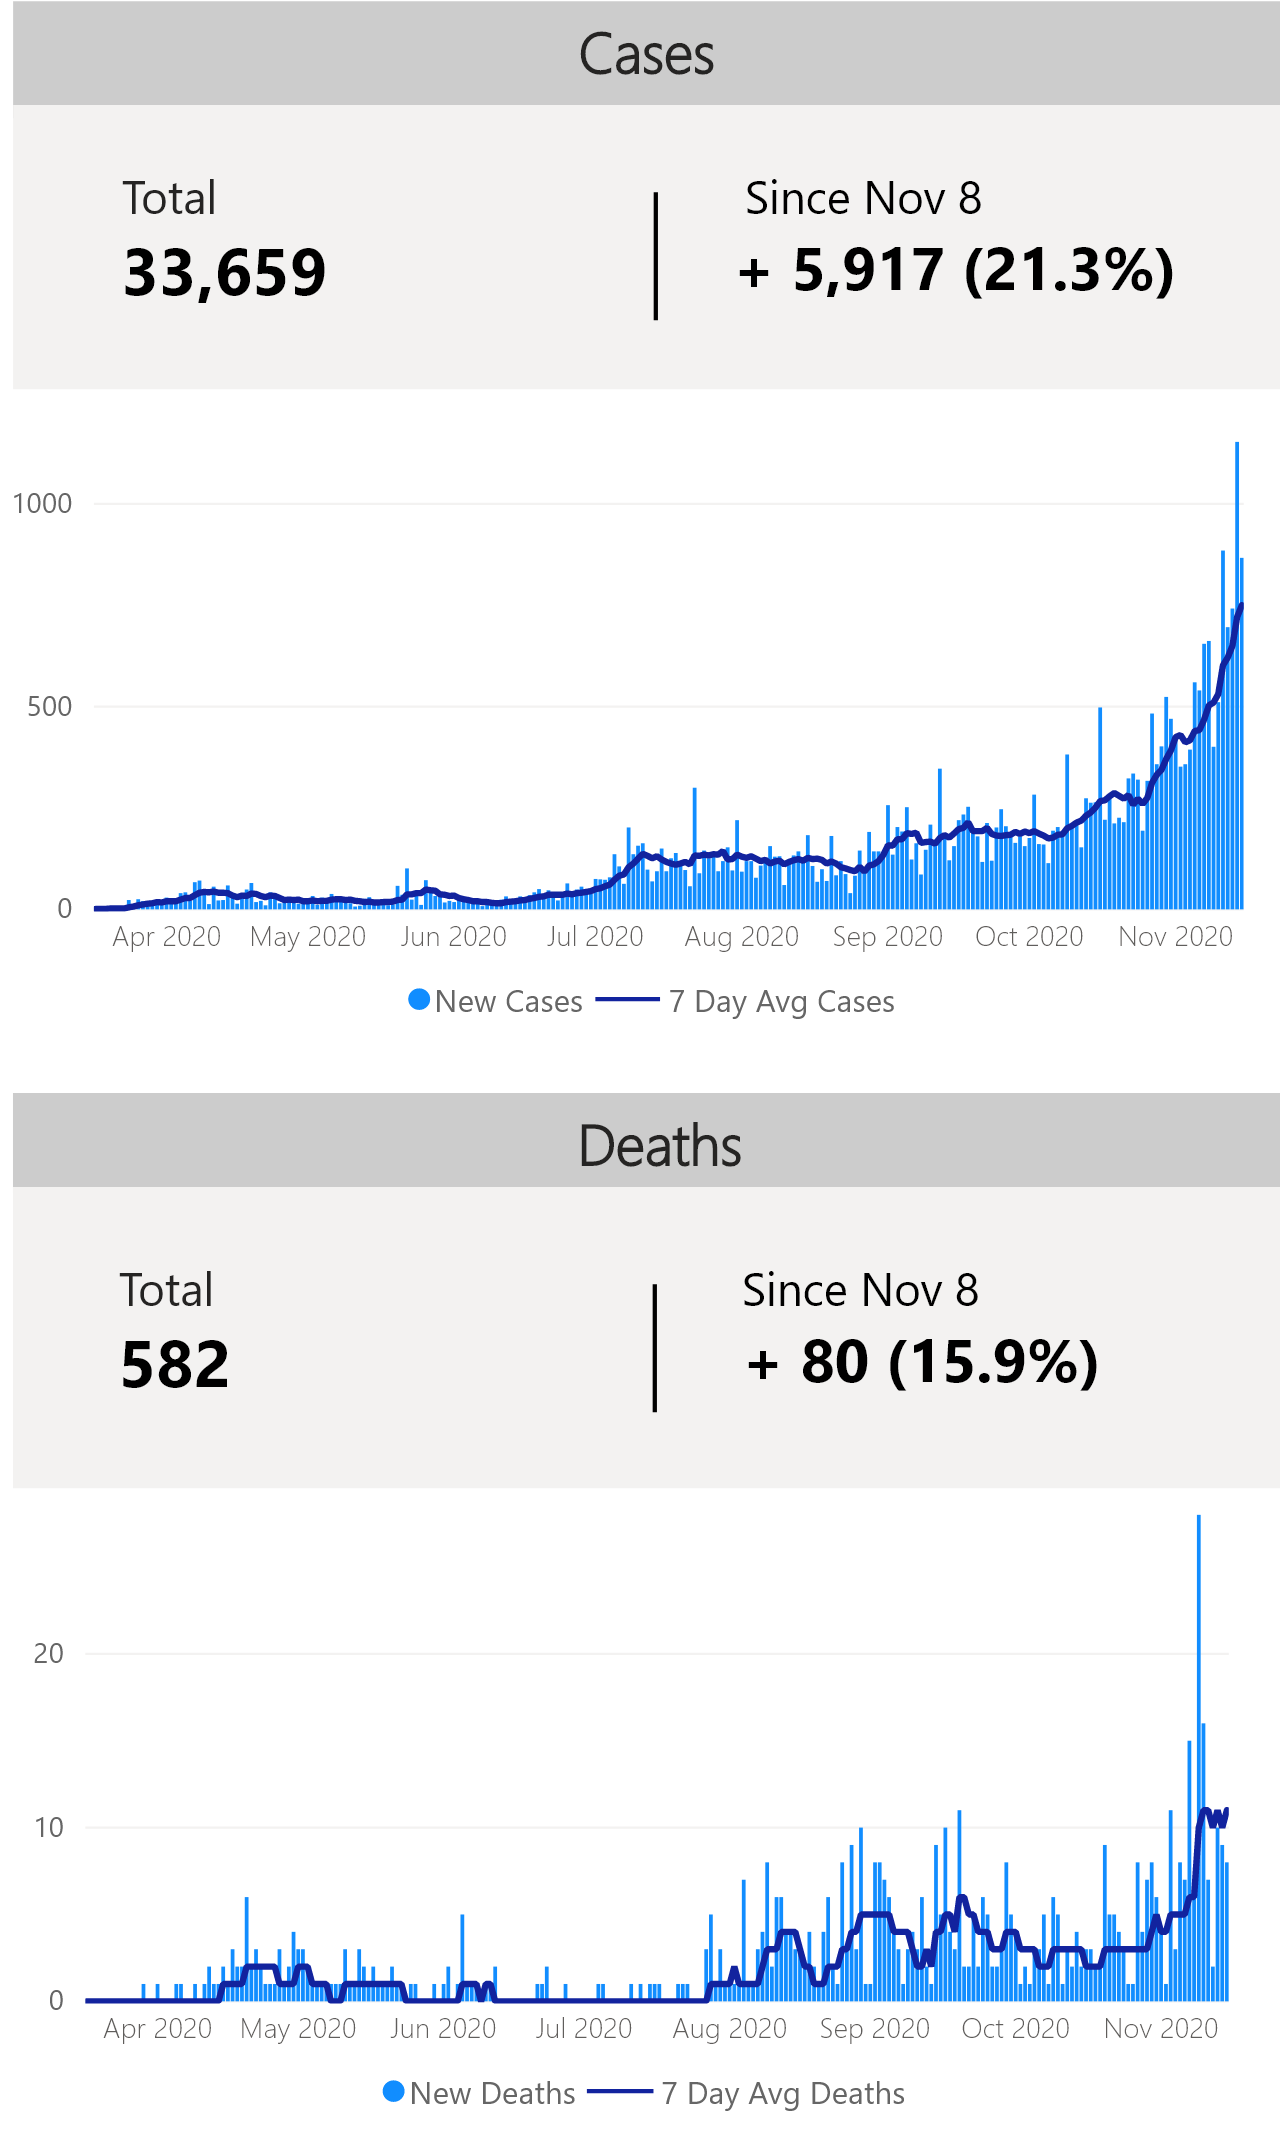 Cases
Total
33,659
Since Nov 8
+ 5,917 (21.3%)
1000
500
0
Apr 2020 May 2020 Jun 2020 Jul 2020 Aug 2020 Sep 2020 Oct 2020 Nov 2020
New Cases 7 Day Avg Cases
Deaths
Total
582
Since Nov 8
+ 80 (15.9%)
20
10
0
Apr 2020 May 2020 Jun 2020 Jul 2020 Aug 2020 Sep 2020 Oct 2020 Nov 2020
New Deaths 7 Day Avg Deaths